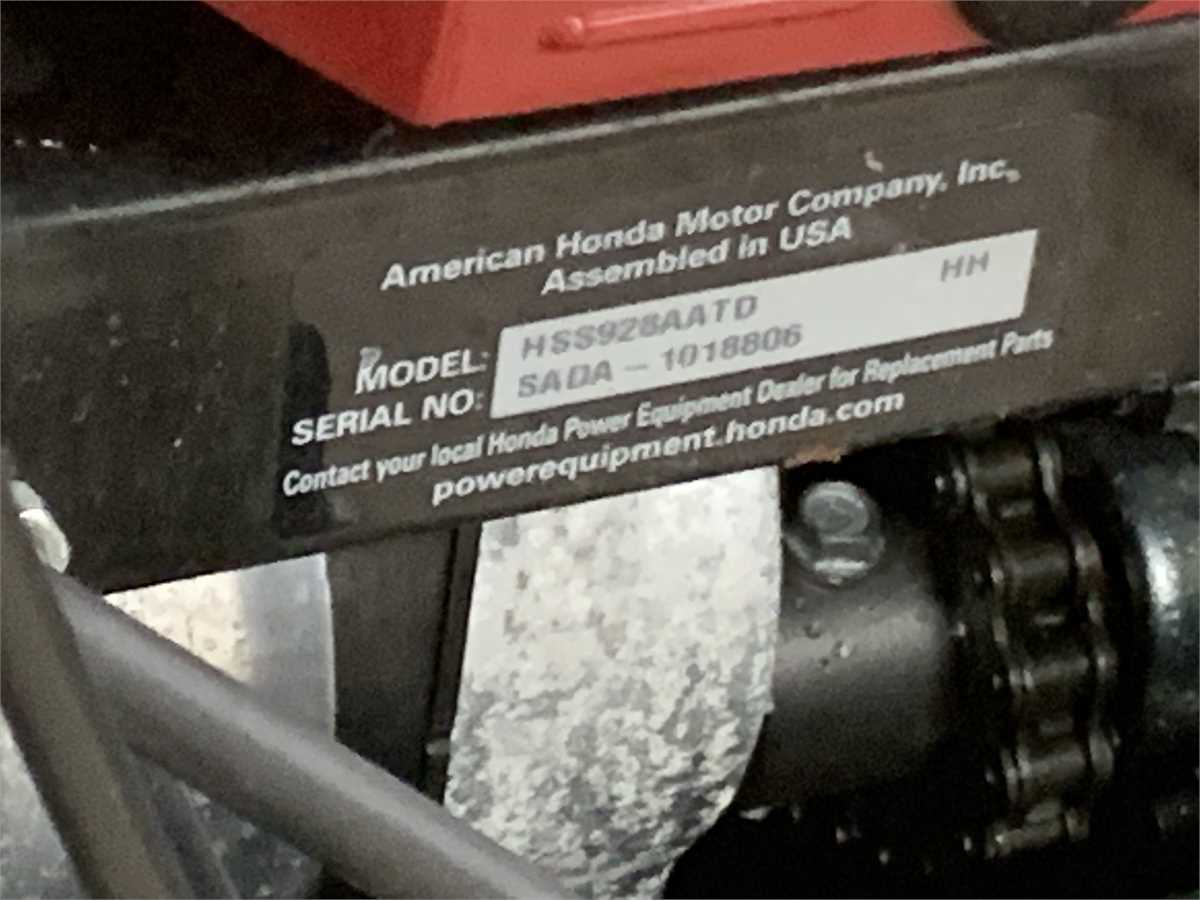 American Honda Motor Company, Inc.
Assembled in USA
MODEL: HSS928AATD HH
SERIAL NO: SADA - 1018806
Contact your local Honda Power Equipment Dealer for Replacement Parts
powerequipment.honda.com